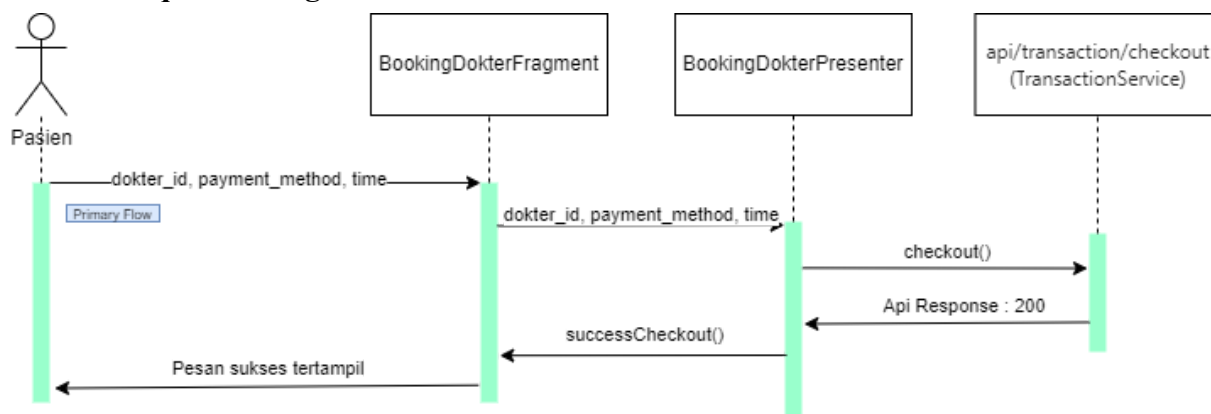 BookingDokterFragment
BookingDokterPresenter
api/transaction/checkout
(TransactionService)
Pasien
dokter_id, payment_method, time
Primary Flow
dokter_id, payment_method, time
checkout()
Api Response : 200
successCheckout()
Pesan sukses tertampil